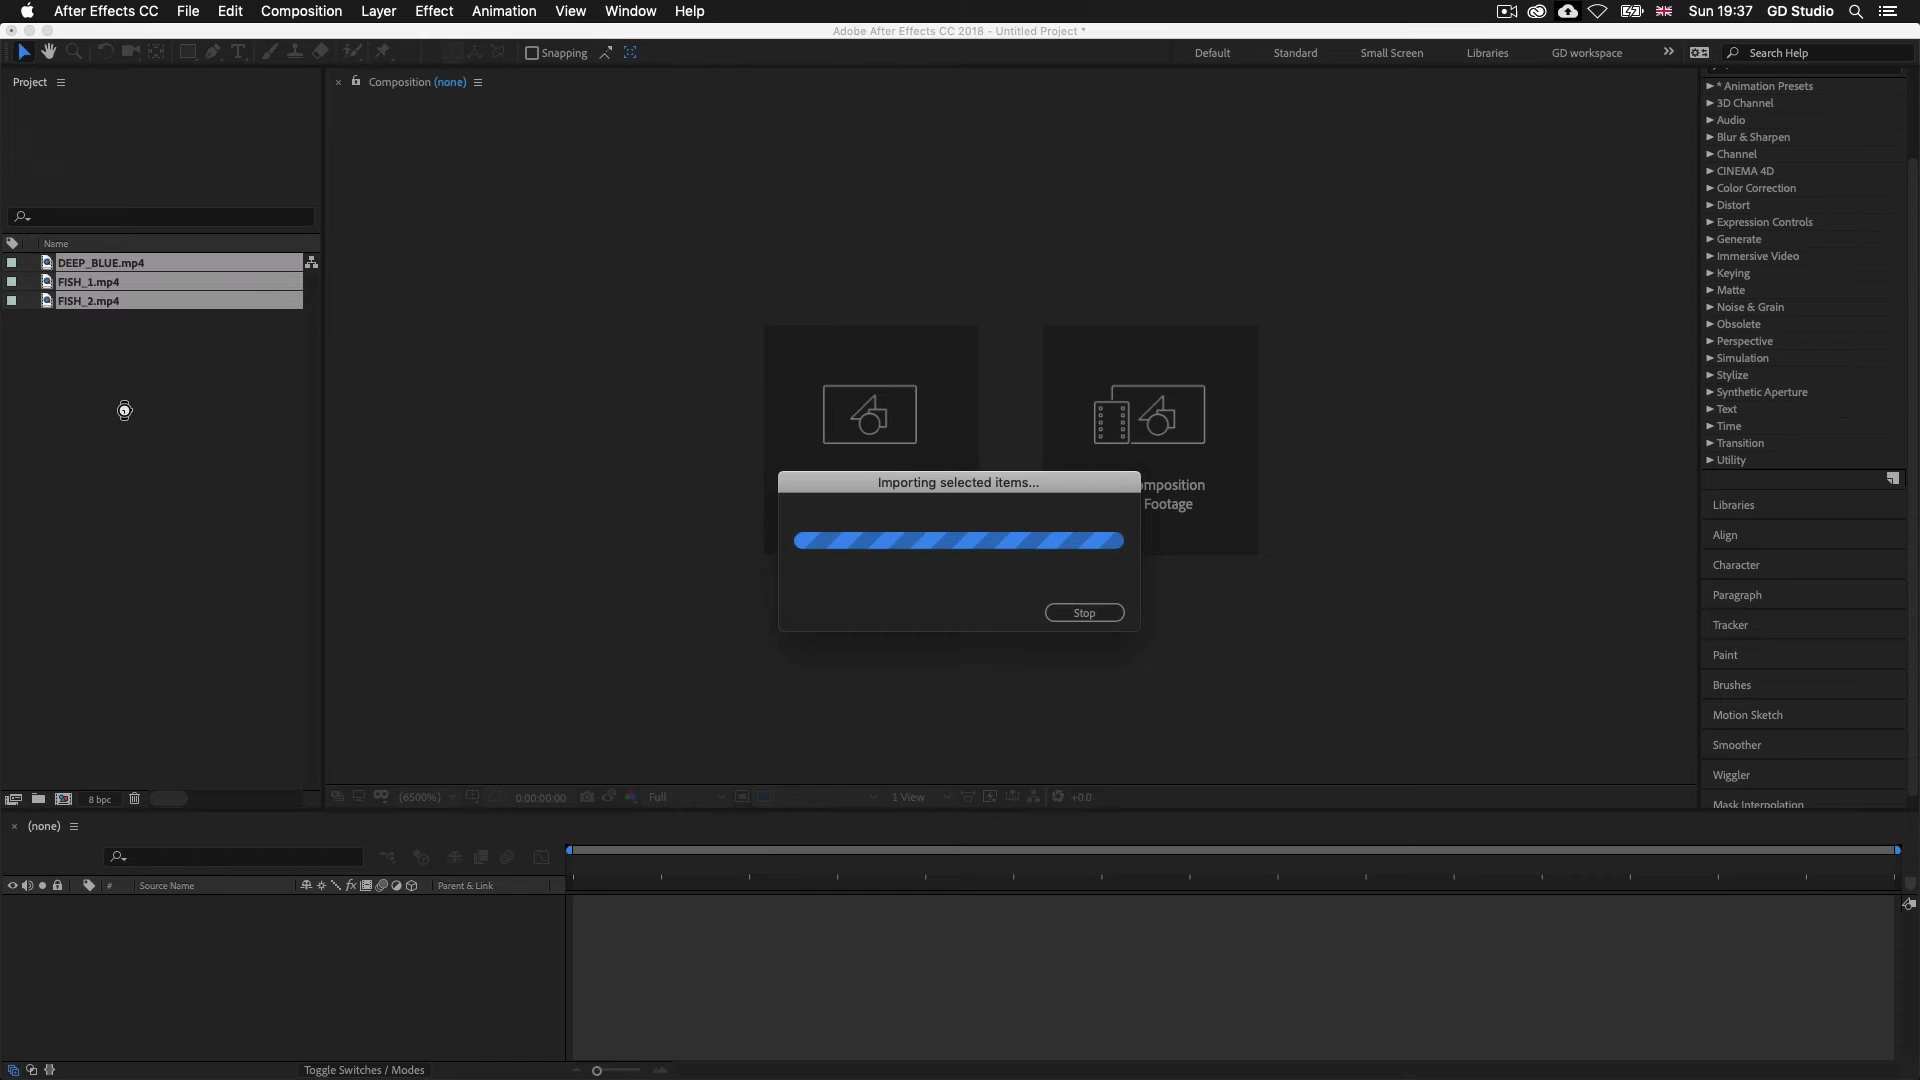 After Effects CC File Edit Composition Layer Effect Animation View Window Help Sun 19:37 GD Studio
Adobe After Effects CC 2018 - Untitled Project *
Snapping Default Standard Small Screen Libraries GD workspace >> Search Help
Project
Composition (none)
Name
DEEP_BLUE.mp4
FISH_1.mp4
FISH_2.mp4
Importing selected items...
omposition
Footage
Stop
* Animation Presets
3D Channel
Audio
Blur & Sharpen
Channel
CINEMA 4D
Color Correction
Distort
Expression Controls
Generate
Immersive Video
Keying
Matte
Noise & Grain
Obsolete
Perspective
Simulation
Stylize
Synthetic Aperture
Text
Time
Transition
Utility
Libraries
Align
Character
Paragraph
Tracker
Paint
Brushes
Motion Sketch
Smoother
Wiggler
Mask Interpolation
8 bpc
(6500%) 0:00:00:00 Full 1 View +0.0
(none)
# Source Name fx Parent & Link
Toggle Switches / Modes